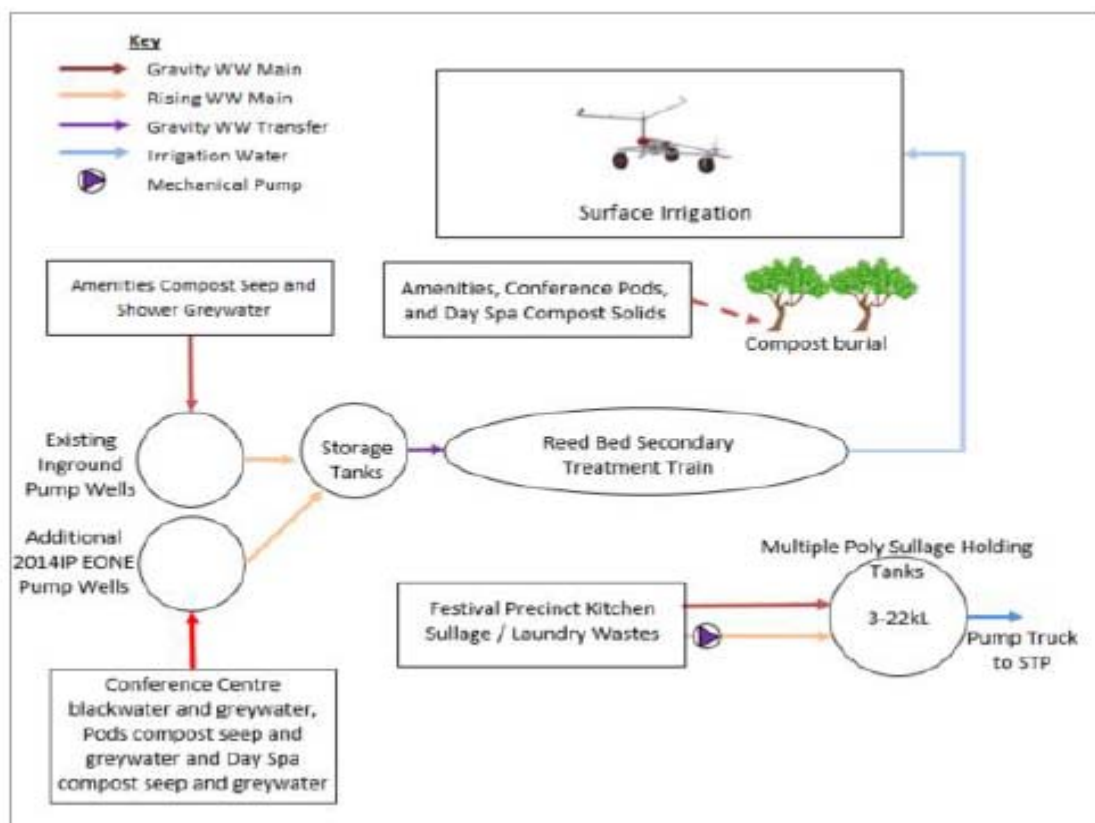 Key
Gravity WW Main
Rising WW Main
Gravity WW Transfer
Irrigation Water
Mechanical Pump
Surface Irrigation
Amenities Compost Seep and
Shower Greywater
Amenities, Conference Pods,
and Day Spa Compost Solids
Compost burial
Existing
Inground
Pump Wells
Storage
Tanks
Reed Bed Secondary
Treatment Train
Additional
2014IP EONE
Pump Wells
Multiple Poly Sullage Holding
Tanks
3-22kL
Festival Precinct Kitchen
Sullage / Laundry Wastes
Pump Truck
to STP
Conference Centre
blackwater and greywater,
Pods compost seep and
greywater and Day Spa
compost seep and greywater